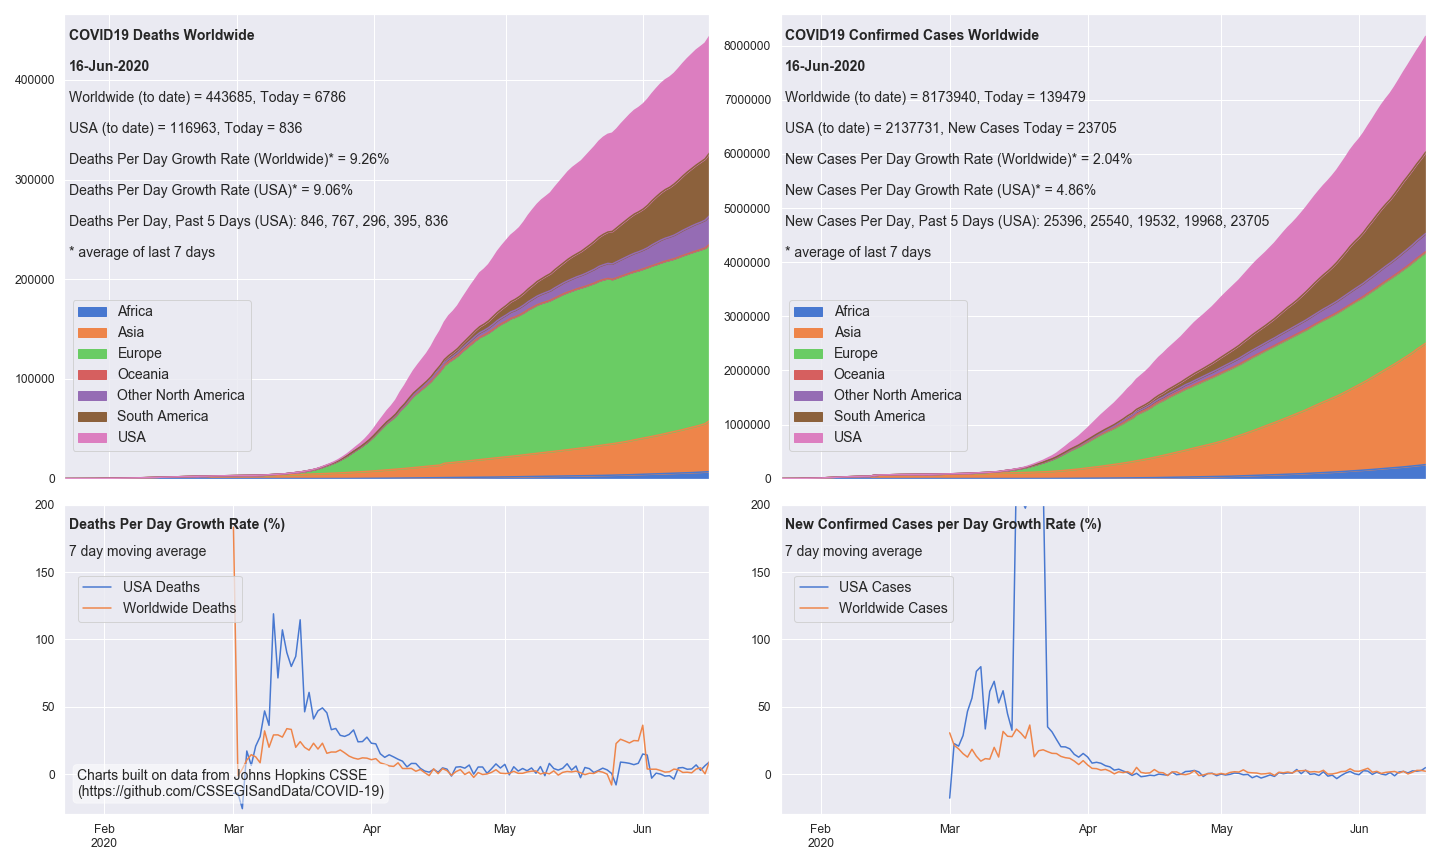 COVID19 Deaths Worldwide
16-Jun-2020
Worldwide (to date) = 443685, Today = 6786
USA (to date) = 116963, Today = 836
Deaths Per Day Growth Rate (Worldwide)* = 9.26%
Deaths Per Day Growth Rate (USA)* = 9.06%
Deaths Per Day, Past 5 Days (USA): 846, 767, 296, 395, 836
* average of last 7 days
Africa
Asia
Europe
Oceania
Other North America
South America
USA
400000
300000
200000
100000
0
COVID19 Confirmed Cases Worldwide
16-Jun-2020
Worldwide (to date) = 8173940, Today = 139479
USA (to date) = 2137731, New Cases Today = 23705
New Cases Per Day Growth Rate (Worldwide)* = 2.04%
New Cases Per Day Growth Rate (USA)* = 4.86%
New Cases Per Day, Past 5 Days (USA): 25396, 25540, 19532, 19968, 23705
* average of last 7 days
Africa
Asia
Europe
Oceania
Other North America
South America
USA
8000000
7000000
6000000
5000000
4000000
3000000
2000000
1000000
0
Deaths Per Day Growth Rate (%)
7 day moving average
USA Deaths
Worldwide Deaths
200
150
100
50
0
Charts built on data from Johns Hopkins CSSE
(https://github.com/CSSEGISandData/COVID-19)
Feb Mar Apr May Jun
2020
New Confirmed Cases per Day Growth Rate (%)
7 day moving average
USA Cases
Worldwide Cases
200
150
100
50
0
Feb Mar Apr May Jun
2020